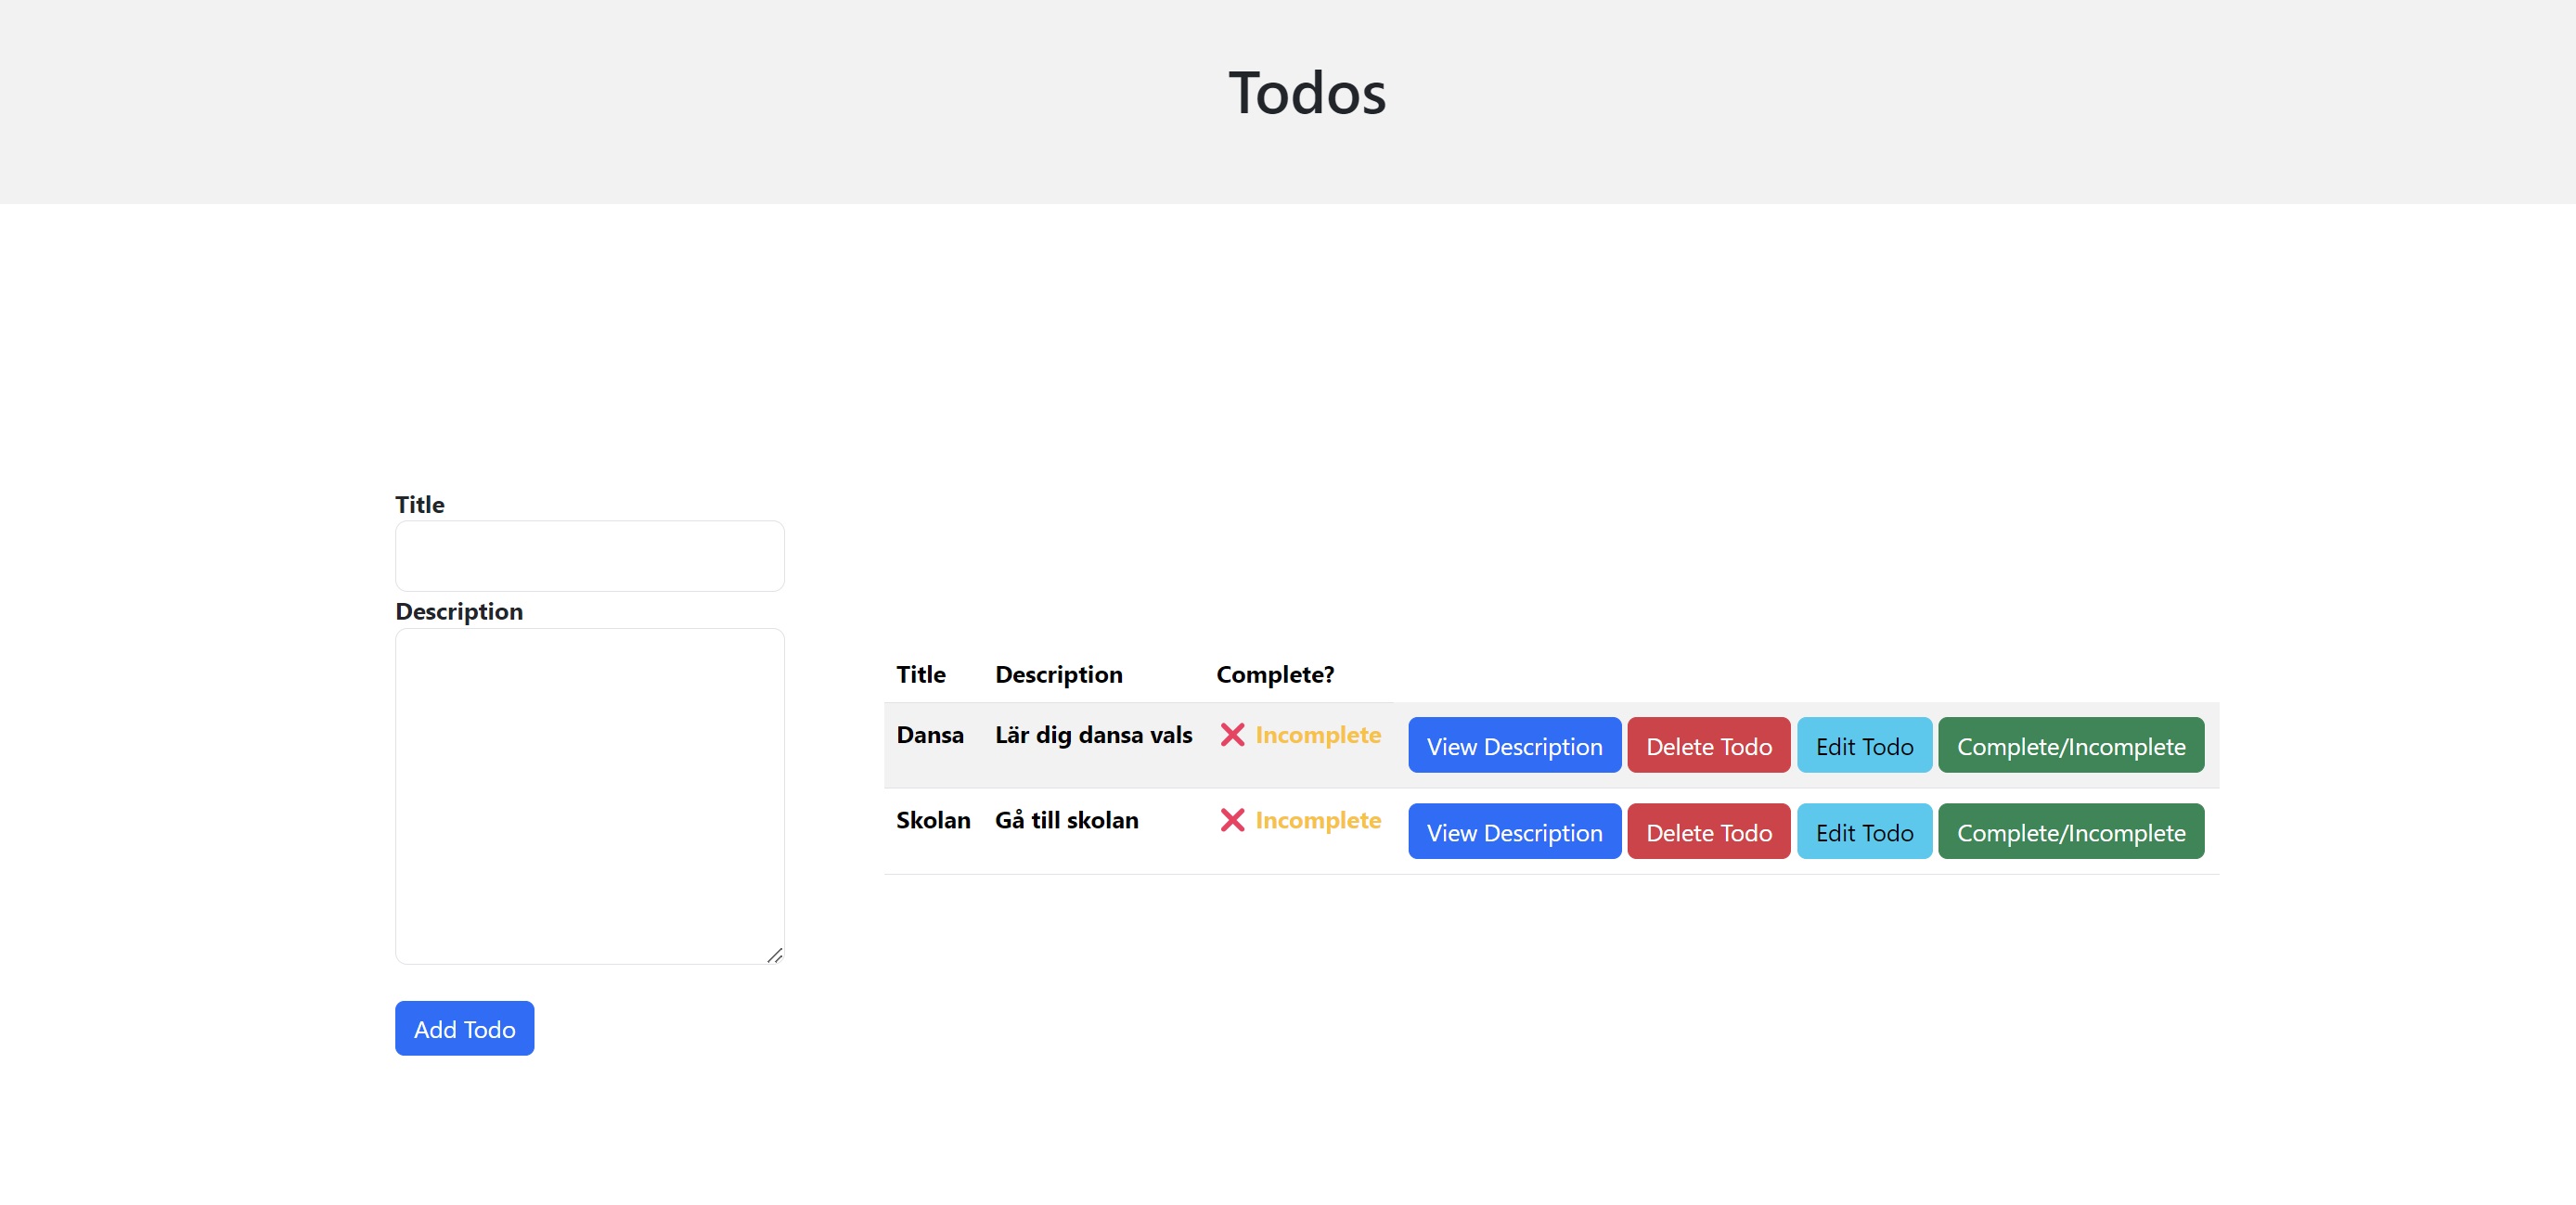 Todos
Title
Description
Add Todo
Title Description Complete?
Dansa Lär dig dansa vals ❌ Incomplete View Description Delete Todo Edit Todo Complete/Incomplete
Skolan Gå till skolan ❌ Incomplete View Description Delete Todo Edit Todo Complete/Incomplete